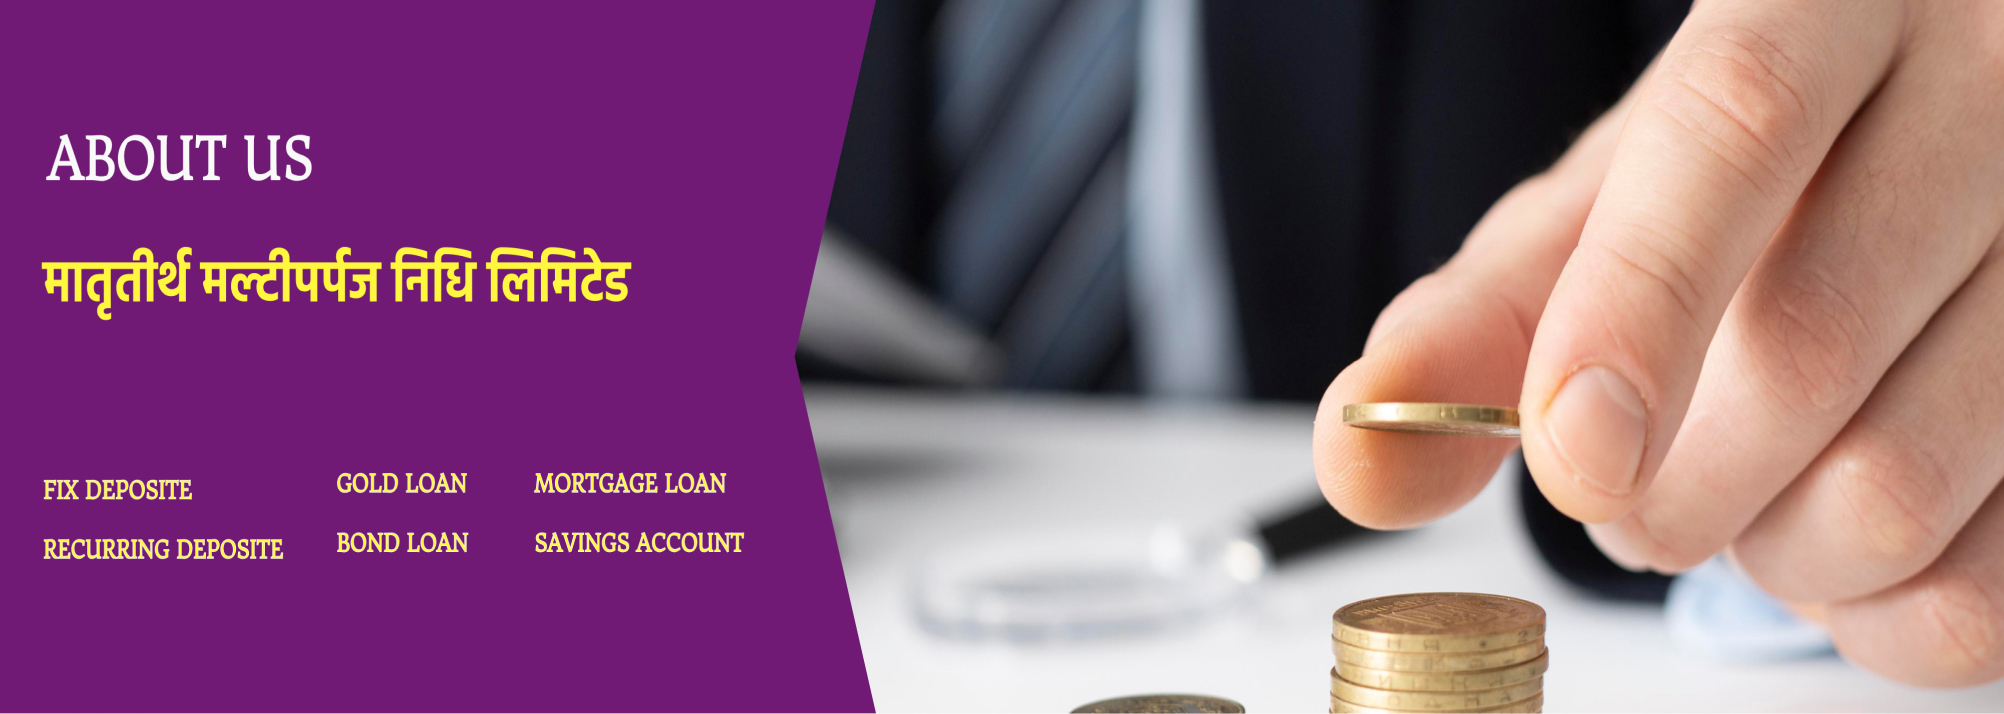 ABOUT US
मातृतीर्थ मल्टीपर्पज निधि लिमिटेड
FIX DEPOSITE
GOLD LOAN
MORTGAGE LOAN
RECURRING DEPOSITE
BOND LOAN
SAVINGS ACCOUNT